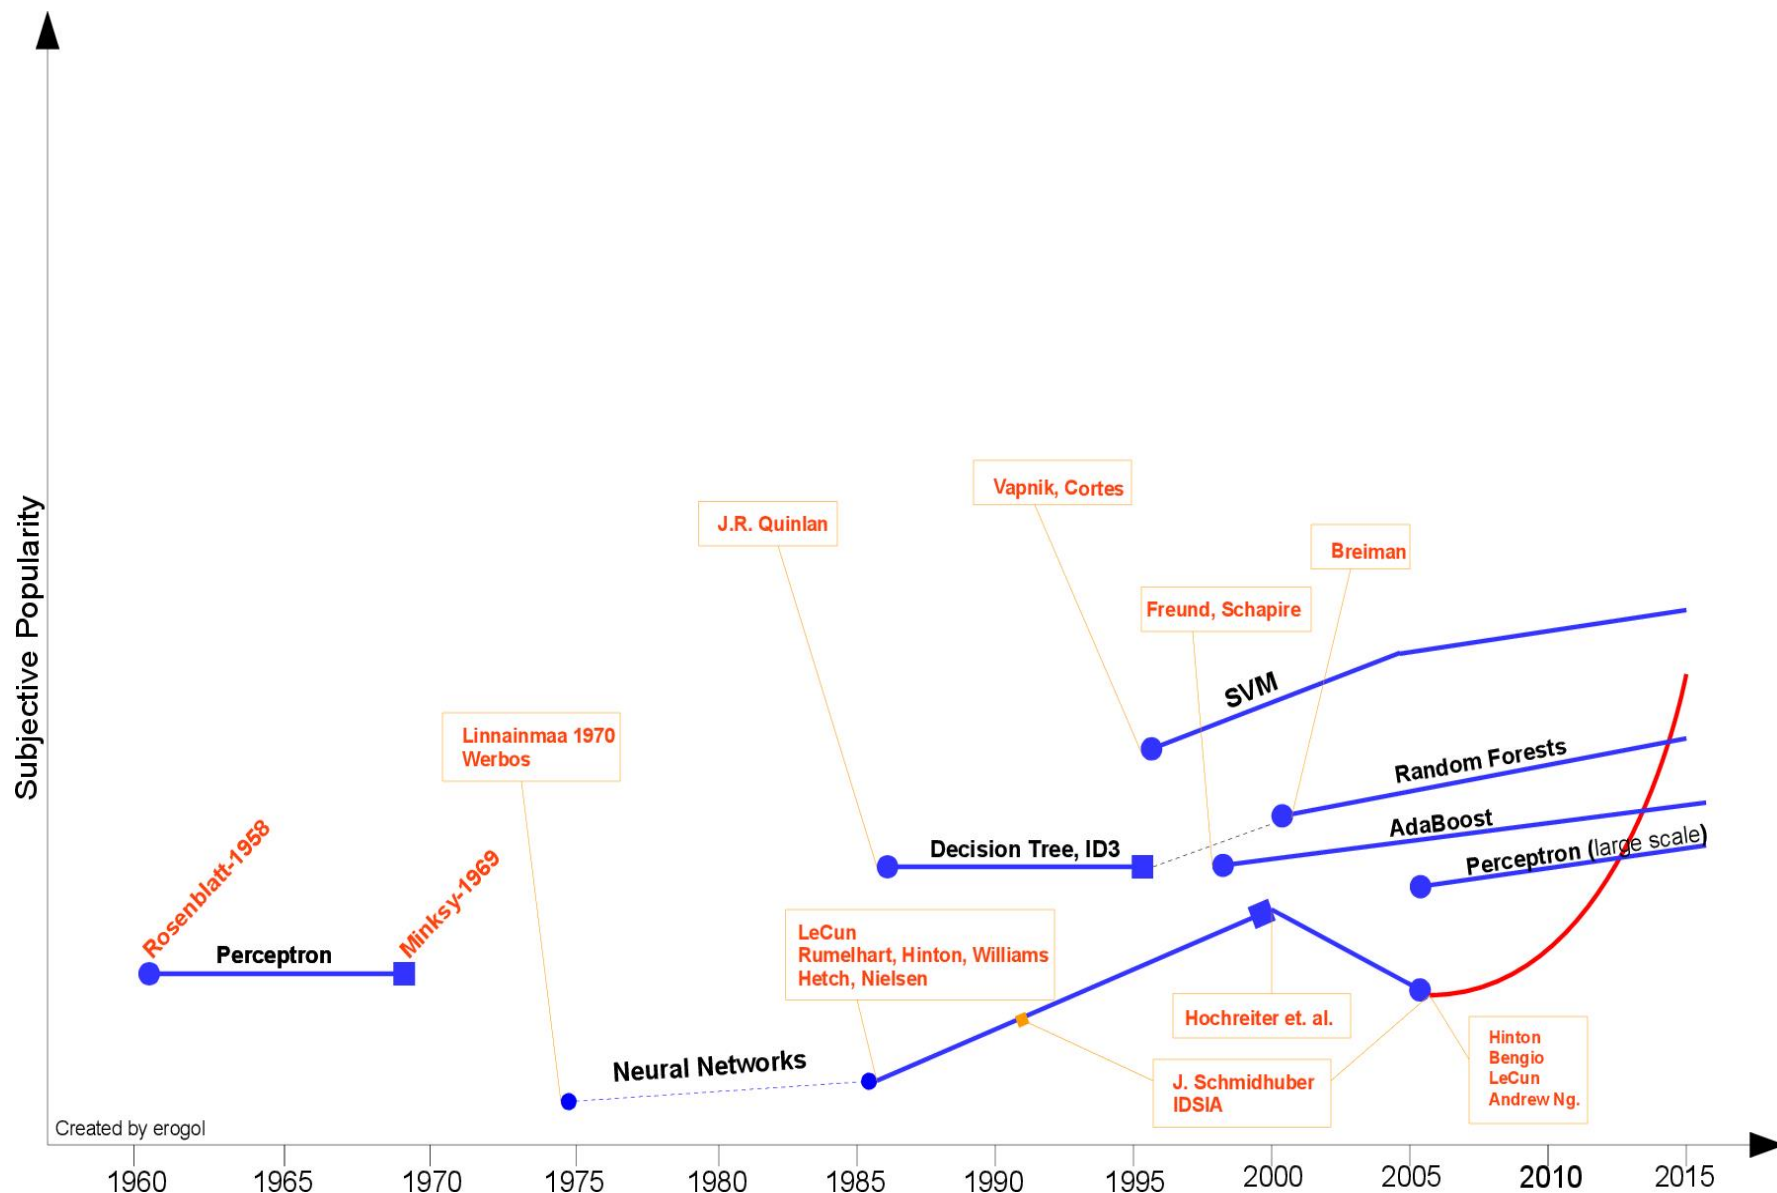 Subjective Popularity
Vapnik, Cortes
J.R. Quinlan
Breiman
Freund, Schapire
SVM
Linnainmaa 1970
Werbos
Random Forests
AdaBoost
Perceptron (large scale)
Decision Tree, ID3
Rosenblatt-1958
Minksy-1969
Perceptron
LeCun
Rumelhart, Hinton, Williams
Hetch, Nielsen
Hochreiter et. al.
Hinton
Bengio
LeCun
Andrew Ng.
Neural Networks
J. Schmidhuber
IDSIA
Created by erogol
1960 1965 1970 1975 1980 1985 1990 1995 2000 2005 2010 2015